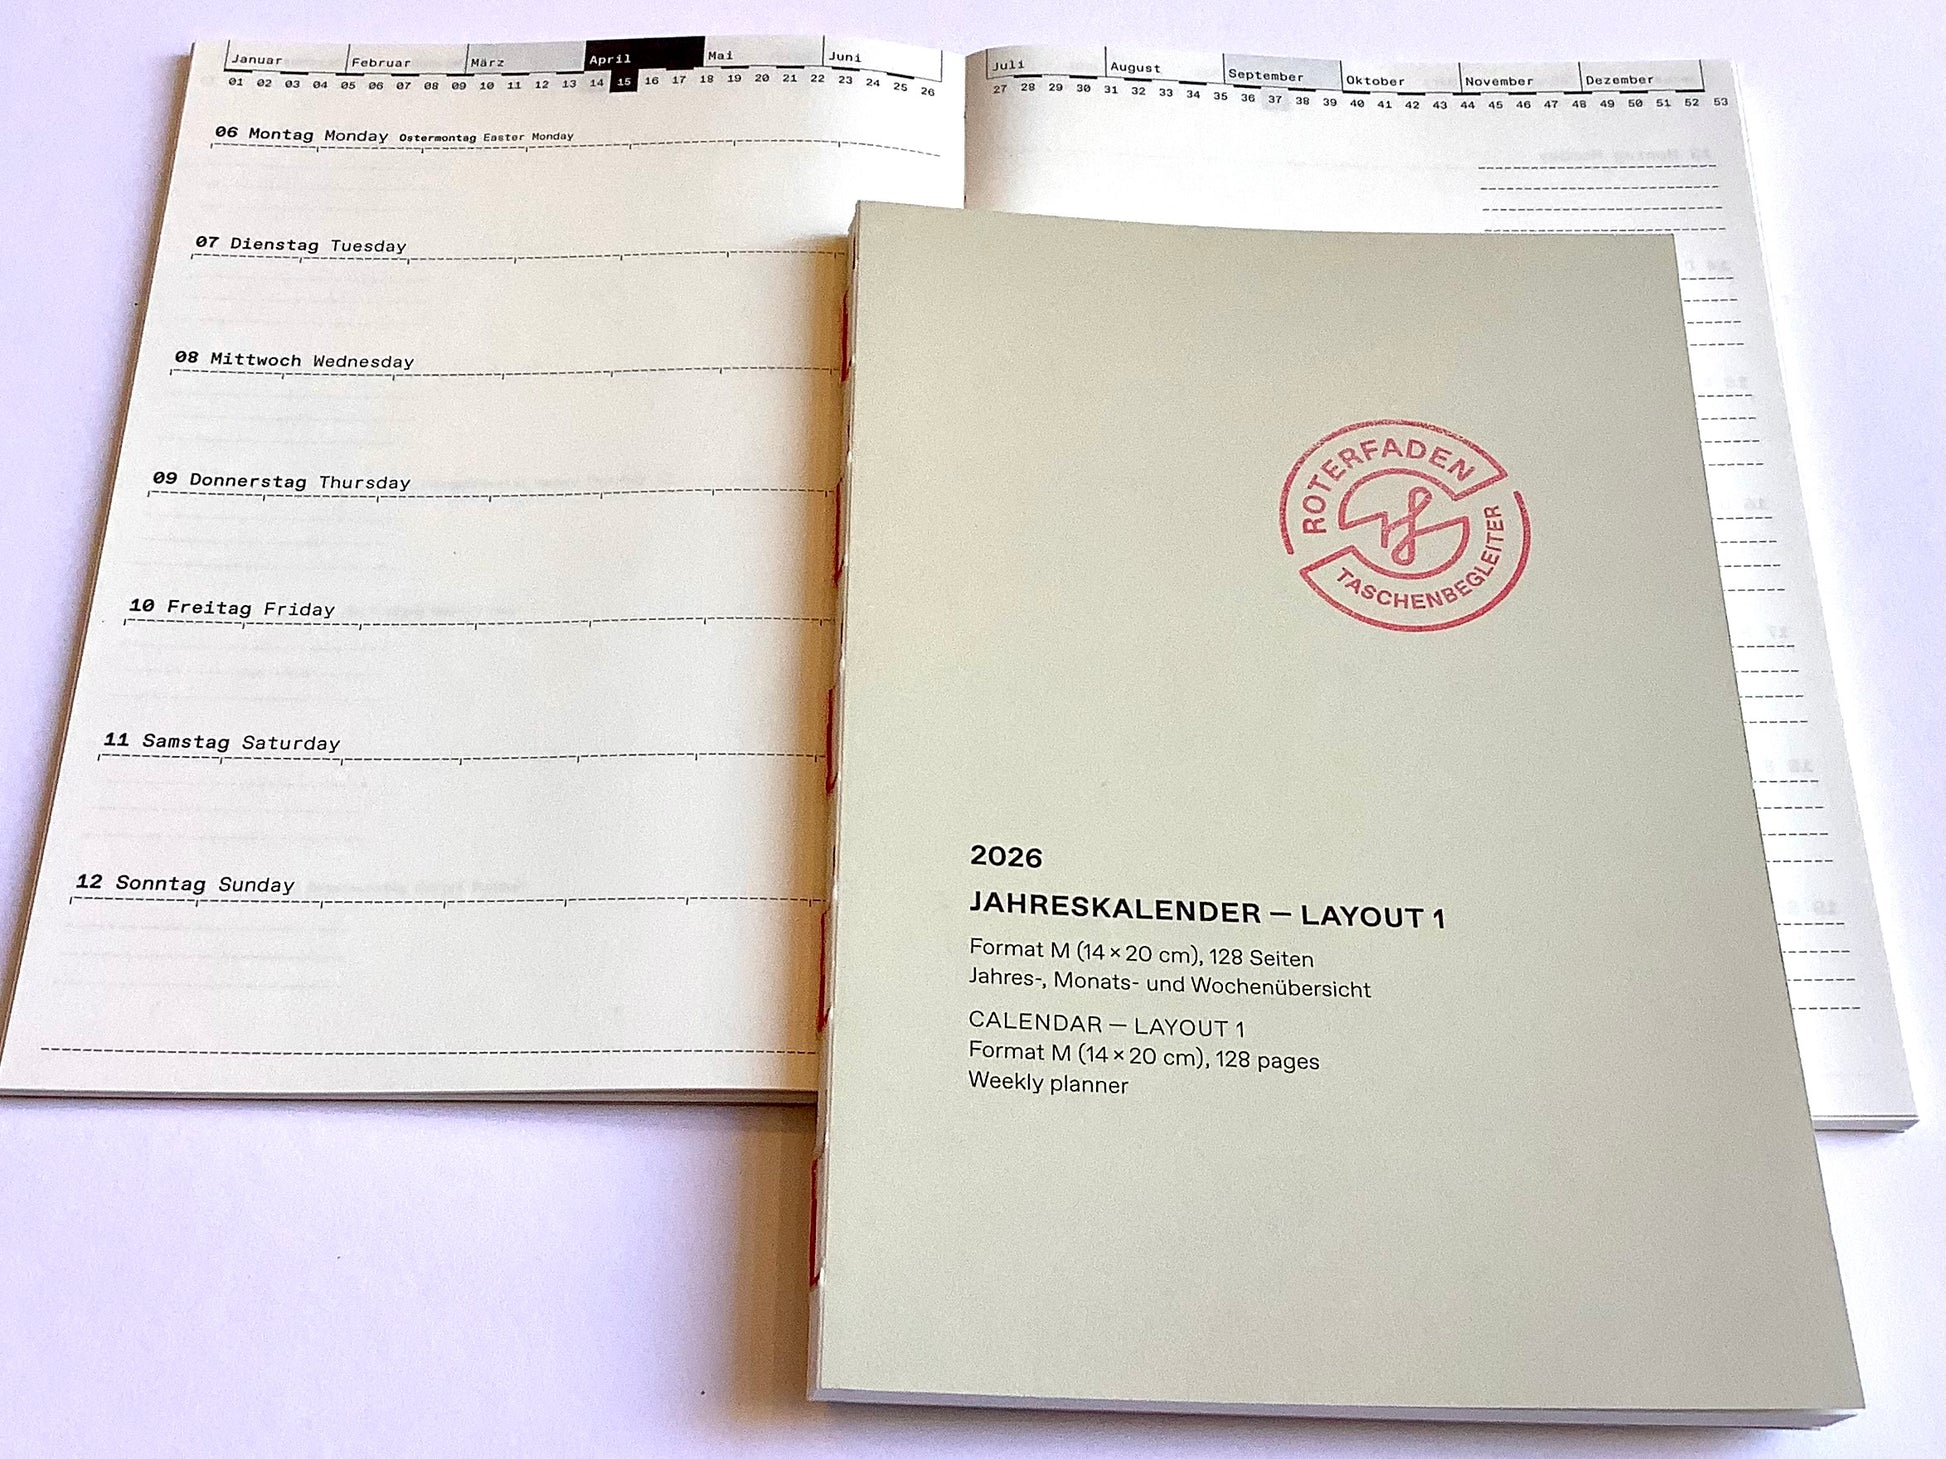 Januar Februar März April Mai Juni
01 02 03 04 05 06 07 08 09 10 11 12 13 14 15 16 17 18 19 20 21 22 23 24 25 26
Juli August September Oktober November Dezember
27 28 29 30 31 32 33 34 35 36 37 38 39 40 41 42 43 44 45 46 47 48 49 50 51 52 53
06 Montag Monday Ostermontag Easter Monday
07 Dienstag Tuesday
08 Mittwoch Wednesday
09 Donnerstag Thursday
10 Freitag Friday
11 Samstag Saturday
12 Sonntag Sunday
ROTERFADEN
rf
TASCHENBEGLEITER
2026
JAHRESKALENDER — LAYOUT 1
Format M (14 × 20 cm), 128 Seiten
Jahres-, Monats- und Wochenübersicht
CALENDAR — LAYOUT 1
Format M (14 × 20 cm), 128 pages
Weekly planner